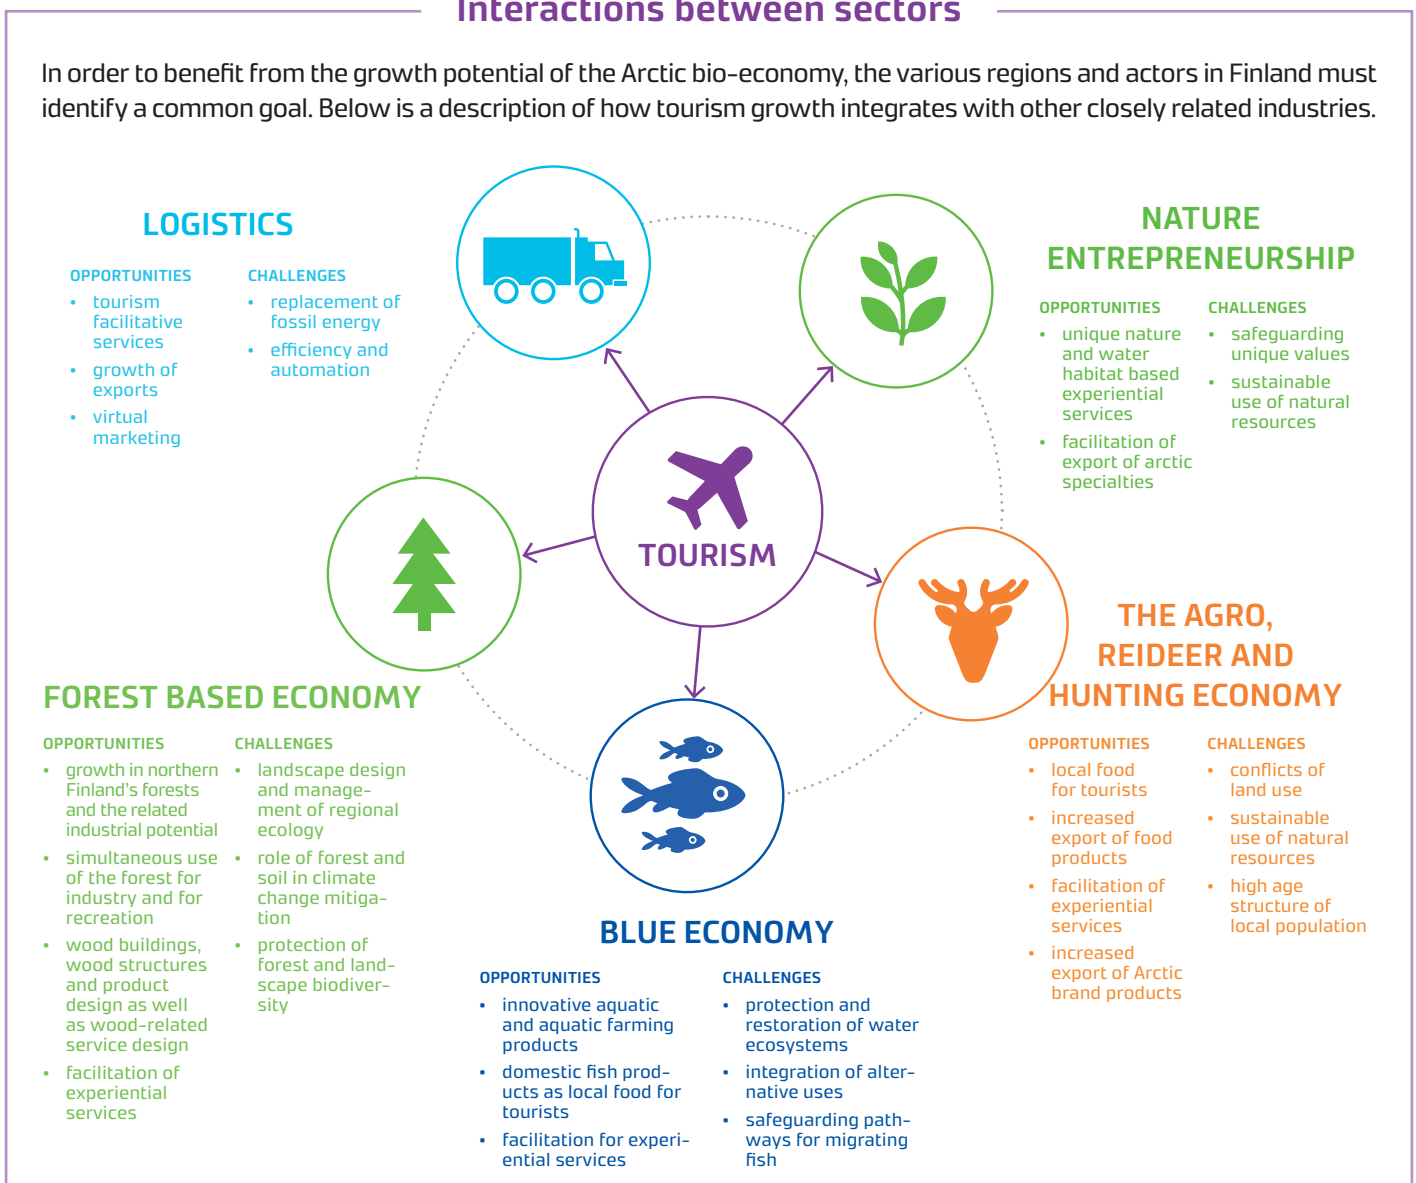 Interactions between sectors
In order to benefit from the growth potential of the Arctic bio-economy, the various regions and actors in Finland must
identify a common goal. Below is a description of how tourism growth integrates with other closely related industries.
LOGISTICS
OPPORTUNITIES
• tourism
facilitative
services
• growth of
exports
• virtual
marketing
CHALLENGES
• replacement of
fossil energy
• efficiency and
automation
NATURE
ENTREPRENEURSHIP
OPPORTUNITIES
• unique nature
and water
habitat based
experiential
services
• facilitation of
export of arctic
specialties
CHALLENGES
• safeguarding
unique values
• sustainable
use of natural
resources
TOURISM
FOREST BASED ECONOMY
OPPORTUNITIES
• growth in northern
Finland's forests
and the related
industrial potential
• simultaneous use
of the forest for
industry and for
recreation
• wood buildings,
wood structures
and product
design as well
as wood-related
service design
• facilitation of
experiential
services
CHALLENGES
• landscape design
and manage-
ment of regional
ecology
• role of forest and
soil in climate
change mitiga-
tion
• protection of
forest and land-
scape biodiver-
sity
THE AGRO,
REIDEER AND
HUNTING ECONOMY
OPPORTUNITIES
• local food
for tourists
• increased
export of food
products
• facilitation of
experiential
services
• increased
export of Arctic
brand products
CHALLENGES
• conflicts of
land use
• sustainable
use of natural
resources
• high age
structure of
local population
BLUE ECONOMY
OPPORTUNITIES
• innovative aquatic
and aquatic farming
products
• domestic fish prod-
ucts as local food for
tourists
• facilitation for experi-
ential services
CHALLENGES
• protection and
restoration of water
ecosystems
• integration of alter-
native uses
• safeguarding path-
ways for migrating
fish